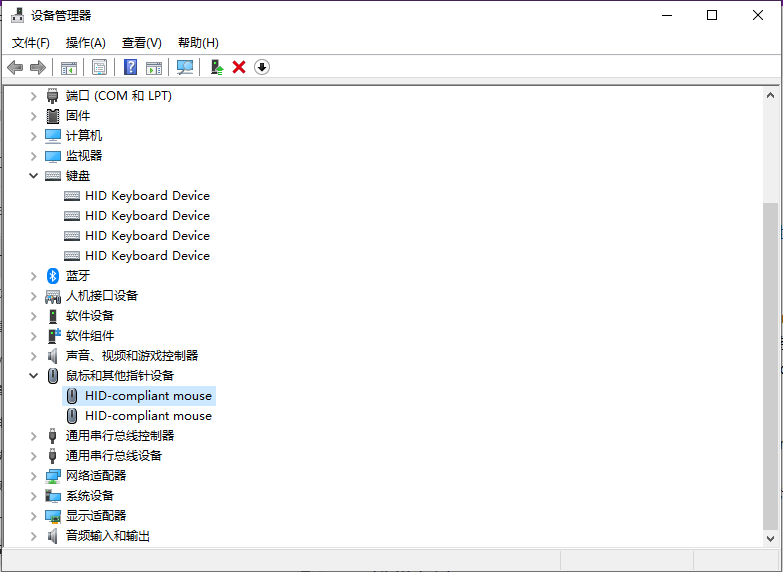 设备管理器
文件(F) 操作(A) 查看(V) 帮助(H)
端口 (COM 和 LPT)
固件
计算机
监视器
键盘
HID Keyboard Device
HID Keyboard Device
HID Keyboard Device
HID Keyboard Device
蓝牙
人机接口设备
软件设备
软件组件
声音、视频和游戏控制器
鼠标和其他指针设备
HID-compliant mouse
HID-compliant mouse
通用串行总线控制器
通用串行总线设备
网络适配器
系统设备
显示适配器
音频输入和输出